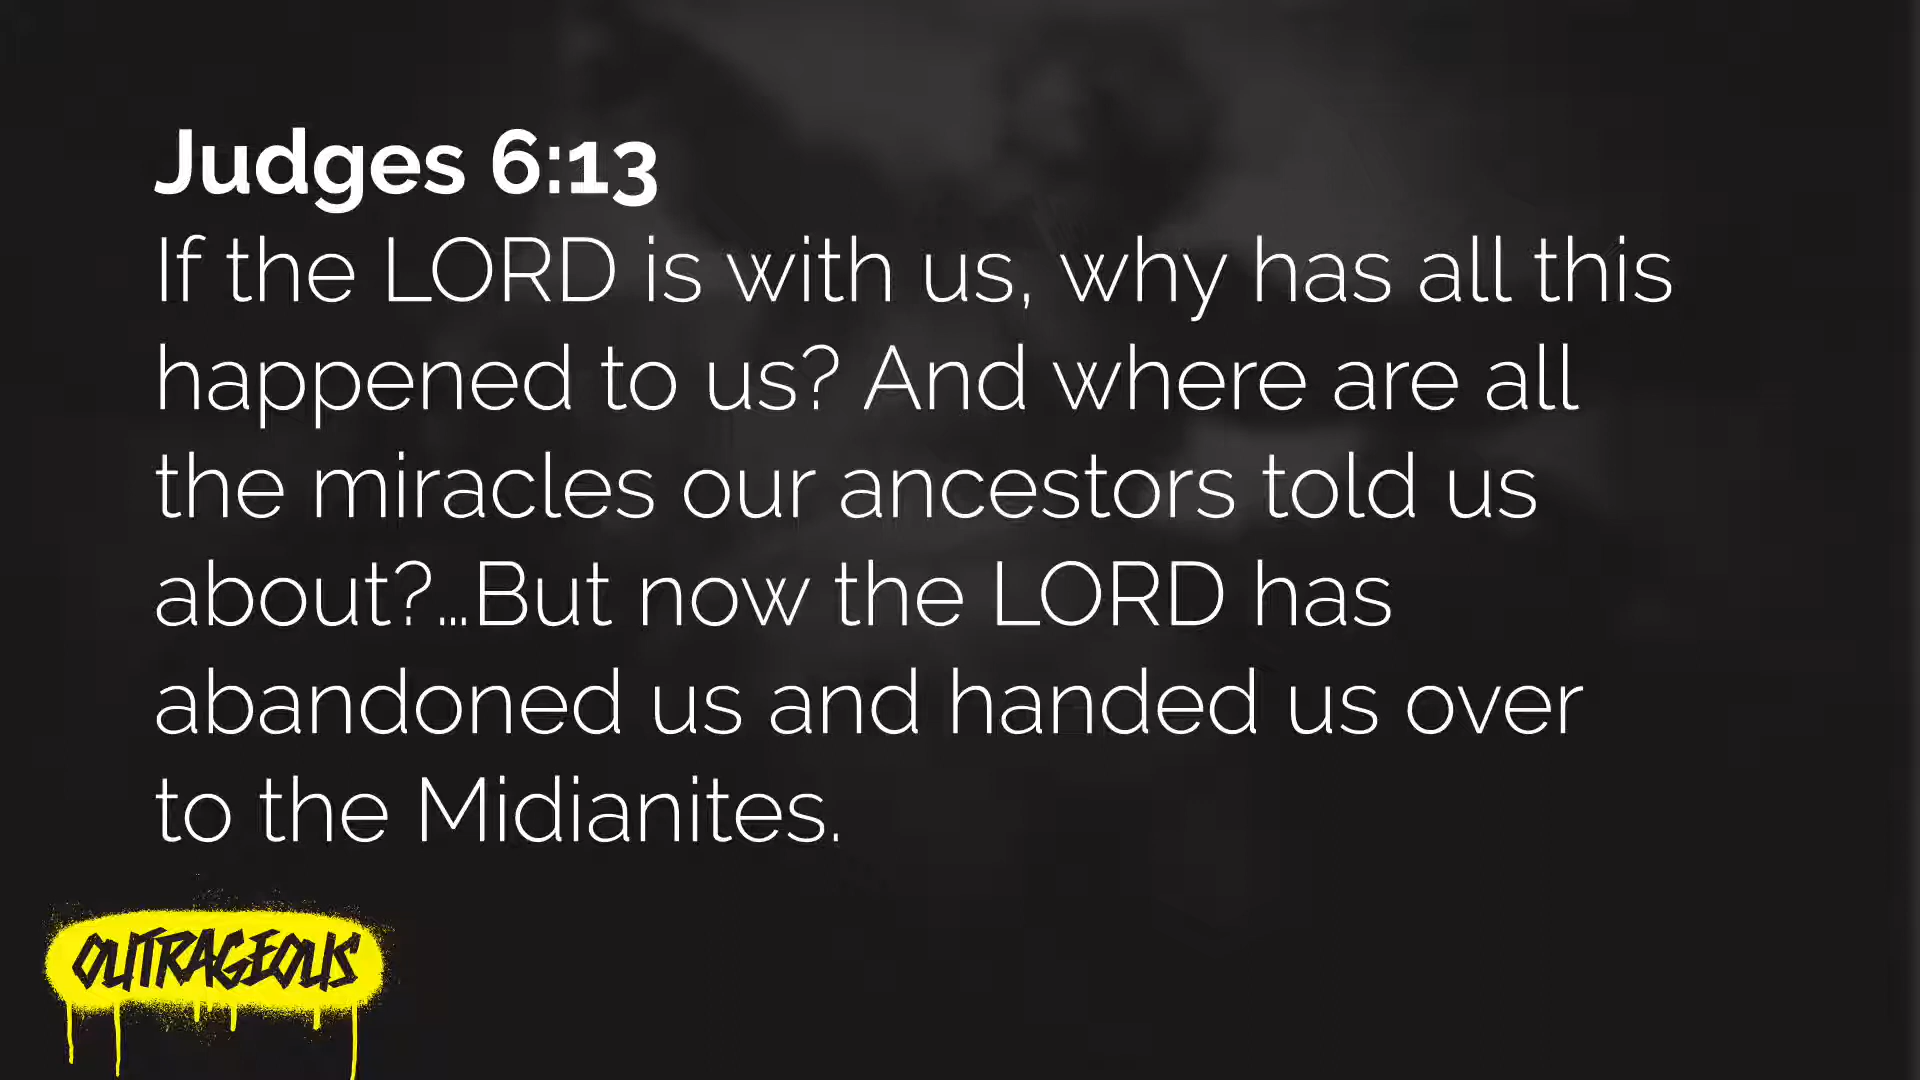 Judges 6:13
If the LORD is with us, why has all this
happened to us? And where are all
the miracles our ancestors told us
about?...But now the LORD has
abandoned us and handed us over
to the Midianites.
OUTRAGEOUS